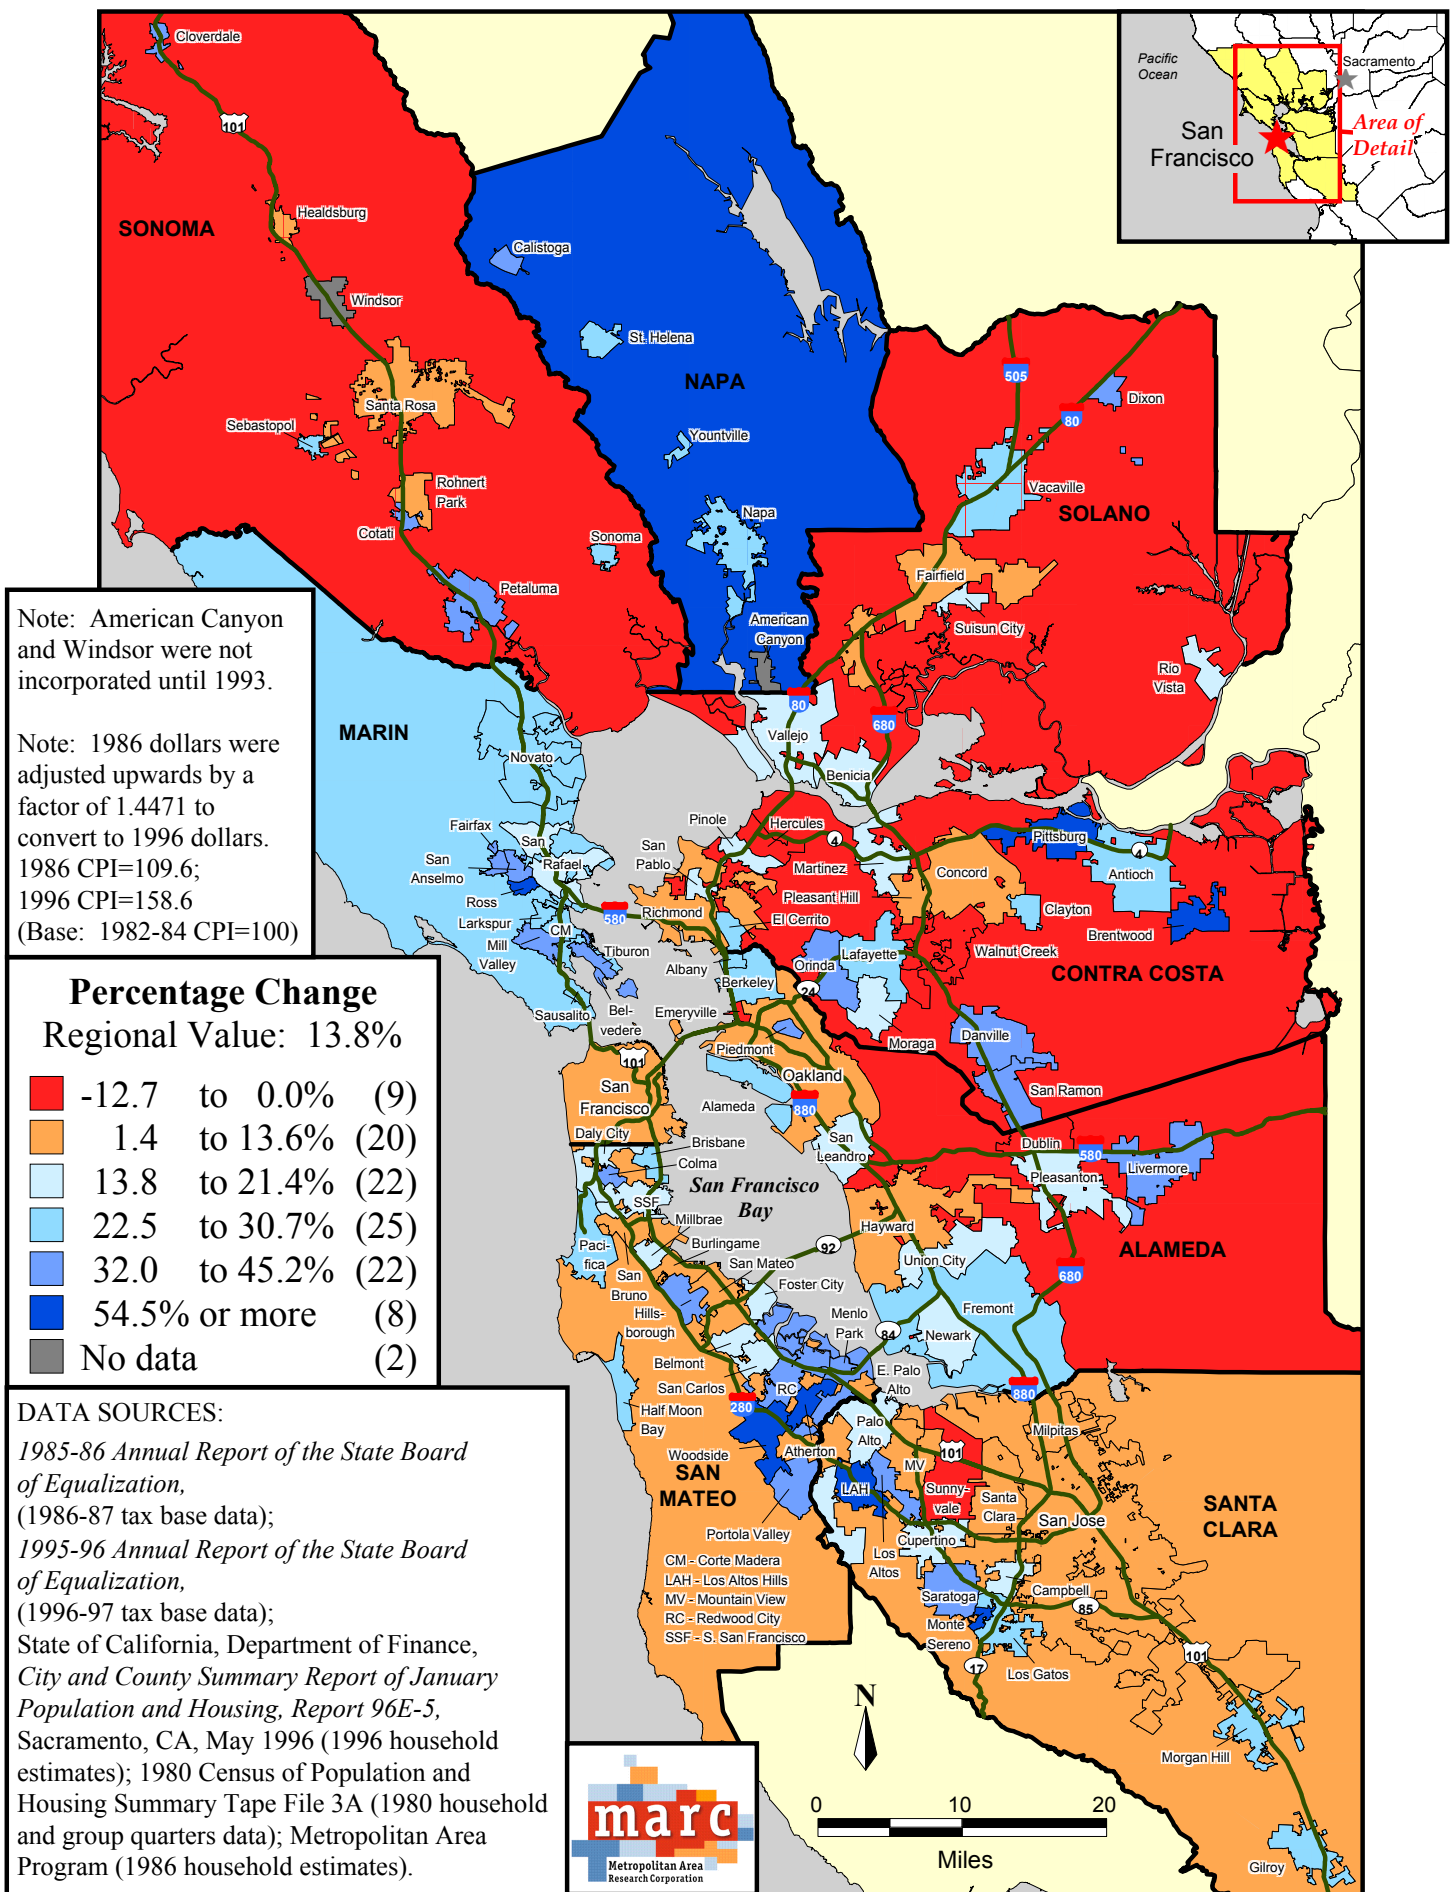 Cloverdale
101
Pacific
Ocean
Sacramento
San
Francisco
Area of
Detail
SONOMA
Healdsburg
Calistoga
Windsor
St. Helena
NAPA
505
Dixon
80
Santa Rosa
Sebastopol
Yountville
Rohnert
Park
Vacaville
SOLANO
Napa
Cotati
Sonoma
Petaluma
Fairfield
Suisun City
American
Canyon
Rio
Vista
Note: American Canyon
and Windsor were not
incorporated until 1993.
Note: 1986 dollars were
adjusted upwards by a
factor of 1.4471 to
convert to 1996 dollars.
1986 CPI=109.6;
1996 CPI=158.6
(Base: 1982-84 CPI=100)
MARIN
80
680
Vallejo
Novato
Benicia
Fairfax
San
Anselmo
San
Rafael
Ross
Larkspur
Mill
Valley
CM
Tiburon
Bel-
vedere
Sausalito
Pinole
Hercules
4
San
Pablo
Martinez
Pleasant Hill
El Cerrito
Richmond
580
Concord
Pittsburg
4
Antioch
Clayton
Brentwood
Walnut Creek
CONTRA COSTA
Albany
Berkeley
Orinda
Lafayette
24
Emeryville
Moraga
Danville
San Ramon
Piedmont
Oakland
Alameda
880
101
San
Francisco
Daly City
Brisbane
Colma
San Francisco
Bay
San
Leandro
Dublin
580
Livermore
Pleasanton
SSF
Millbrae
Burlingame
San Mateo
Foster City
92
Hayward
Union City
ALAMEDA
680
Paci-
fica
San
Bruno
Hills-
borough
Menlo
Park
84
Fremont
Newark
Belmont
San Carlos
Half Moon
Bay
280
RC
E. Palo
Alto
880
Milpitas
Woodside
Atherton
Palo
Alto
MV
101
SAN
MATEO
LAH
Sunny-
vale
Santa
Clara
San Jose
SANTA
CLARA
Portola Valley
Los
Altos
Cupertino
Saratoga
Campbell
85
Monte
Sereno
17
Los Gatos
101
Morgan Hill
Gilroy
CM - Corte Madera
LAH - Los Altos Hills
MV - Mountain View
RC - Redwood City
SSF - S. San Francisco
Percentage Change
Regional Value: 13.8%
-12.7 to 0.0% (9)
1.4 to 13.6% (20)
13.8 to 21.4% (22)
22.5 to 30.7% (25)
32.0 to 45.2% (22)
54.5% or more (8)
No data (2)
DATA SOURCES:
1985-86 Annual Report of the State Board
of Equalization,
(1986-87 tax base data);
1995-96 Annual Report of the State Board
of Equalization,
(1996-97 tax base data);
State of California, Department of Finance,
City and County Summary Report of January
Population and Housing, Report 96E-5,
Sacramento, CA, May 1996 (1996 household
estimates); 1980 Census of Population and
Housing Summary Tape File 3A (1980 household
and group quarters data); Metropolitan Area
Program (1986 household estimates).
marc
Metropolitan Area
Research Corporation
N
0 10 20
Miles